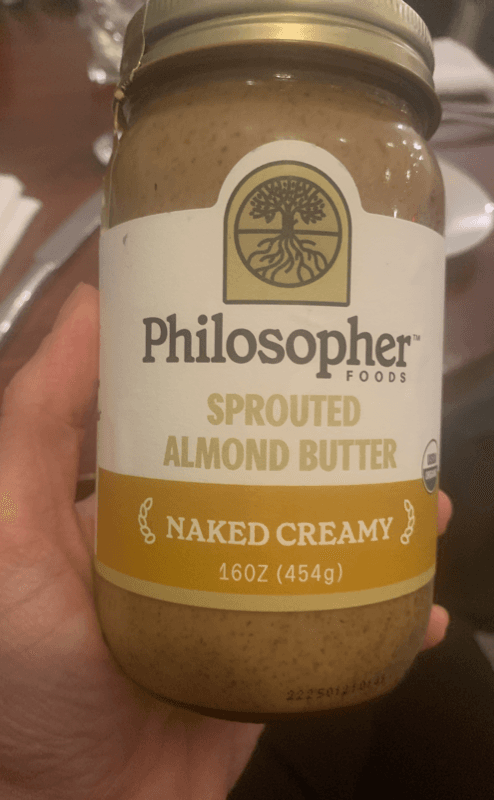 Philosopher™
FOODS
SPROUTED
ALMOND BUTTER
NAKED CREAMY
16OZ (454g)